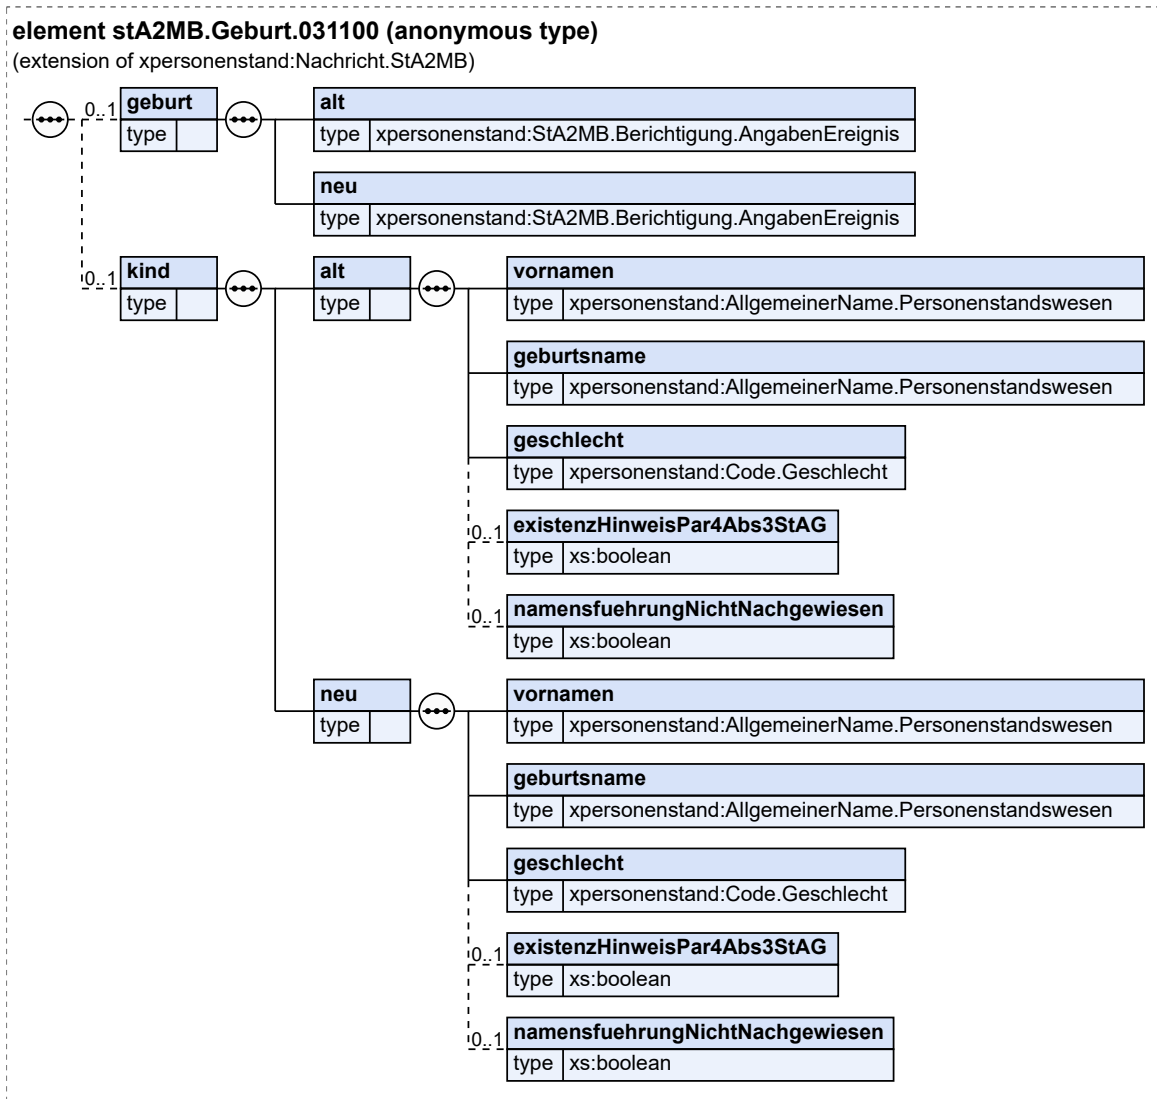 element stA2MB.Geburt.031100 (anonymous type)
(extension of xpersonenstand:Nachricht.StA2MB)
0..1
geburt
type
alt
type xpersonenstand:StA2MB.Berichtigung.AngabenEreignis
neu
type xpersonenstand:StA2MB.Berichtigung.AngabenEreignis
0..1
kind
type
alt
type
vornamen
type xpersonenstand:AllgemeinerName.Personenstandswesen
geburtsname
type xpersonenstand:AllgemeinerName.Personenstandswesen
geschlecht
type xpersonenstand:Code.Geschlecht
0..1
existenzHinweisPar4Abs3StAG
type xs:boolean
0..1
namensfuehrungNichtNachgewiesen
type xs:boolean
neu
type
vornamen
type xpersonenstand:AllgemeinerName.Personenstandswesen
geburtsname
type xpersonenstand:AllgemeinerName.Personenstandswesen
geschlecht
type xpersonenstand:Code.Geschlecht
0..1
existenzHinweisPar4Abs3StAG
type xs:boolean
0..1
namensfuehrungNichtNachgewiesen
type xs:boolean